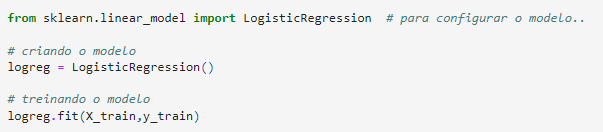 from sklearn.linear_model import LogisticRegression  # para configurar o modelo..
# criando o modelo
logreg = LogisticRegression()
# treinando o modelo
logreg.fit(X_train,y_train)